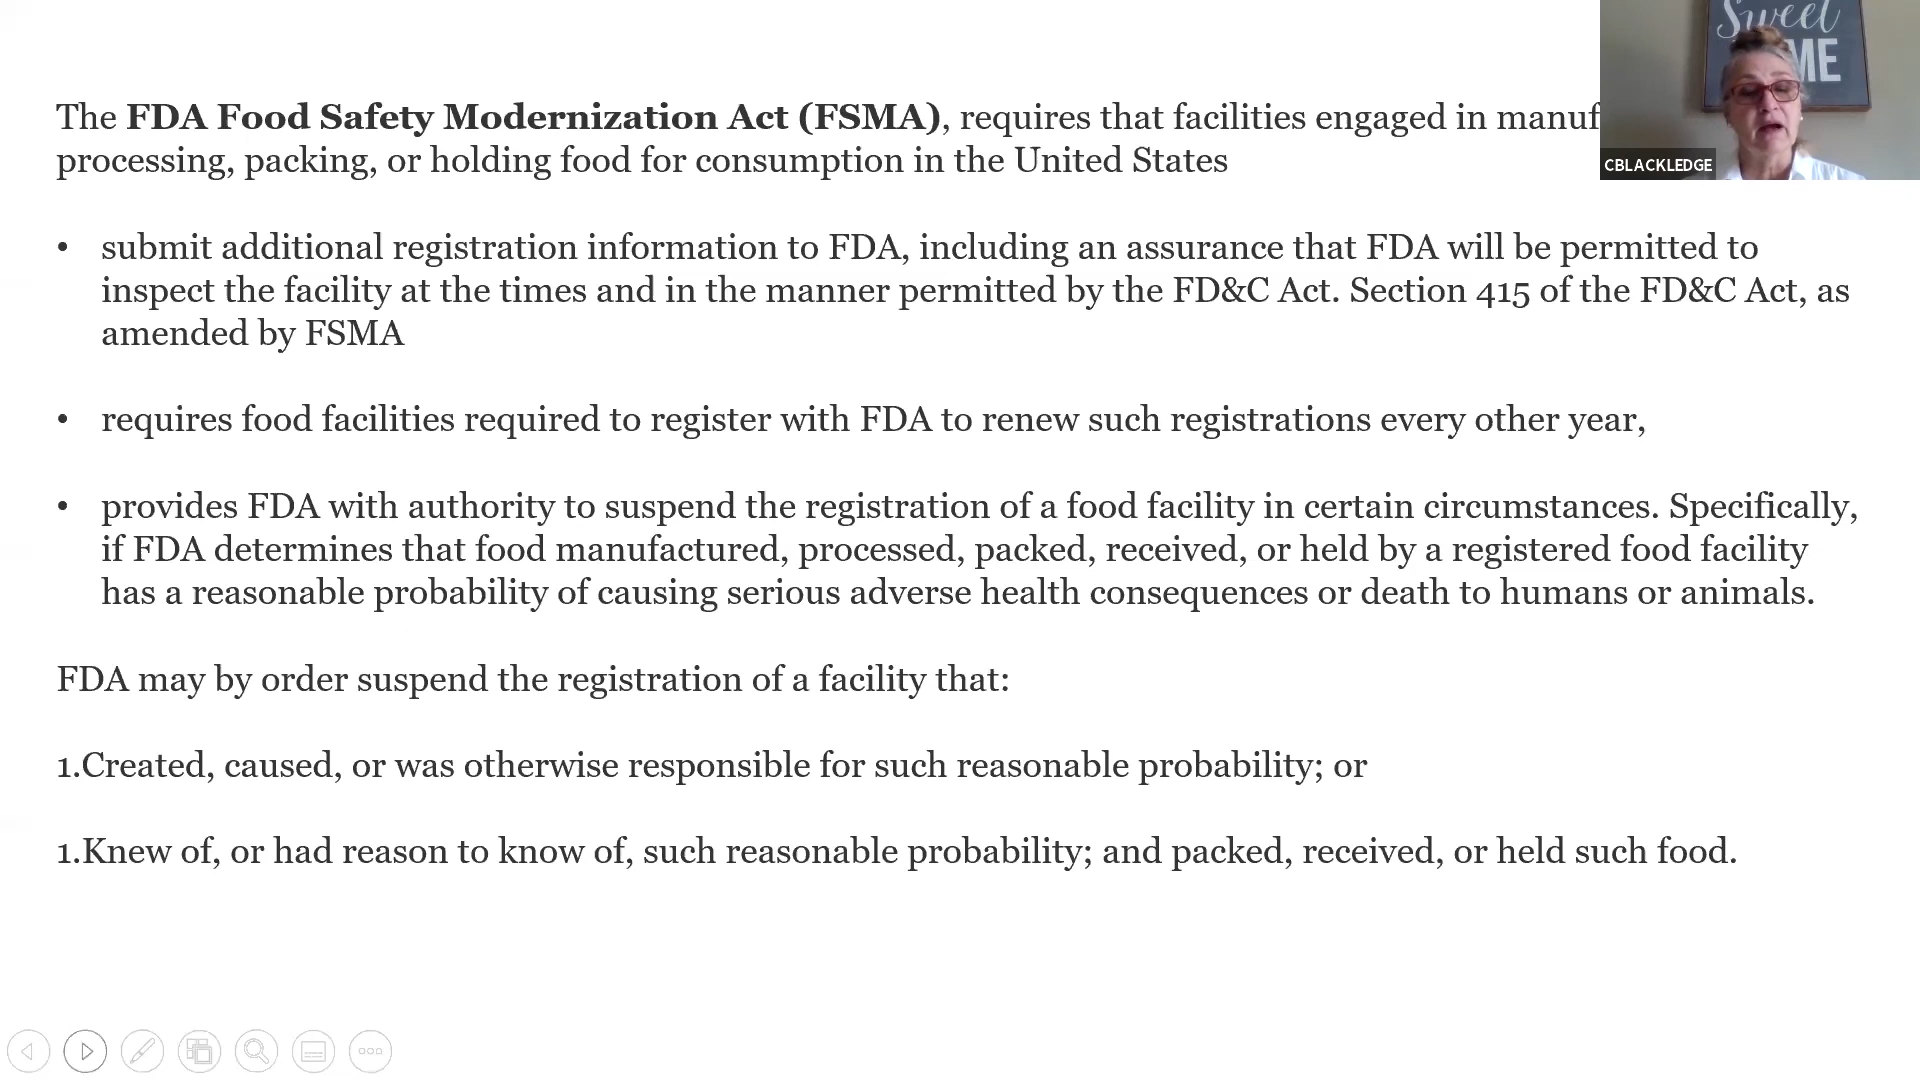 Sweet
ME
CBLACKLEDGE
The FDA Food Safety Modernization Act (FSMA), requires that facilities engaged in manuf
processing, packing, or holding food for consumption in the United States
• submit additional registration information to FDA, including an assurance that FDA will be permitted to
inspect the facility at the times and in the manner permitted by the FD&C Act. Section 415 of the FD&C Act, as
amended by FSMA
• requires food facilities required to register with FDA to renew such registrations every other year,
• provides FDA with authority to suspend the registration of a food facility in certain circumstances. Specifically,
if FDA determines that food manufactured, processed, packed, received, or held by a registered food facility
has a reasonable probability of causing serious adverse health consequences or death to humans or animals.
FDA may by order suspend the registration of a facility that:
1.Created, caused, or was otherwise responsible for such reasonable probability; or
1.Knew of, or had reason to know of, such reasonable probability; and packed, received, or held such food.